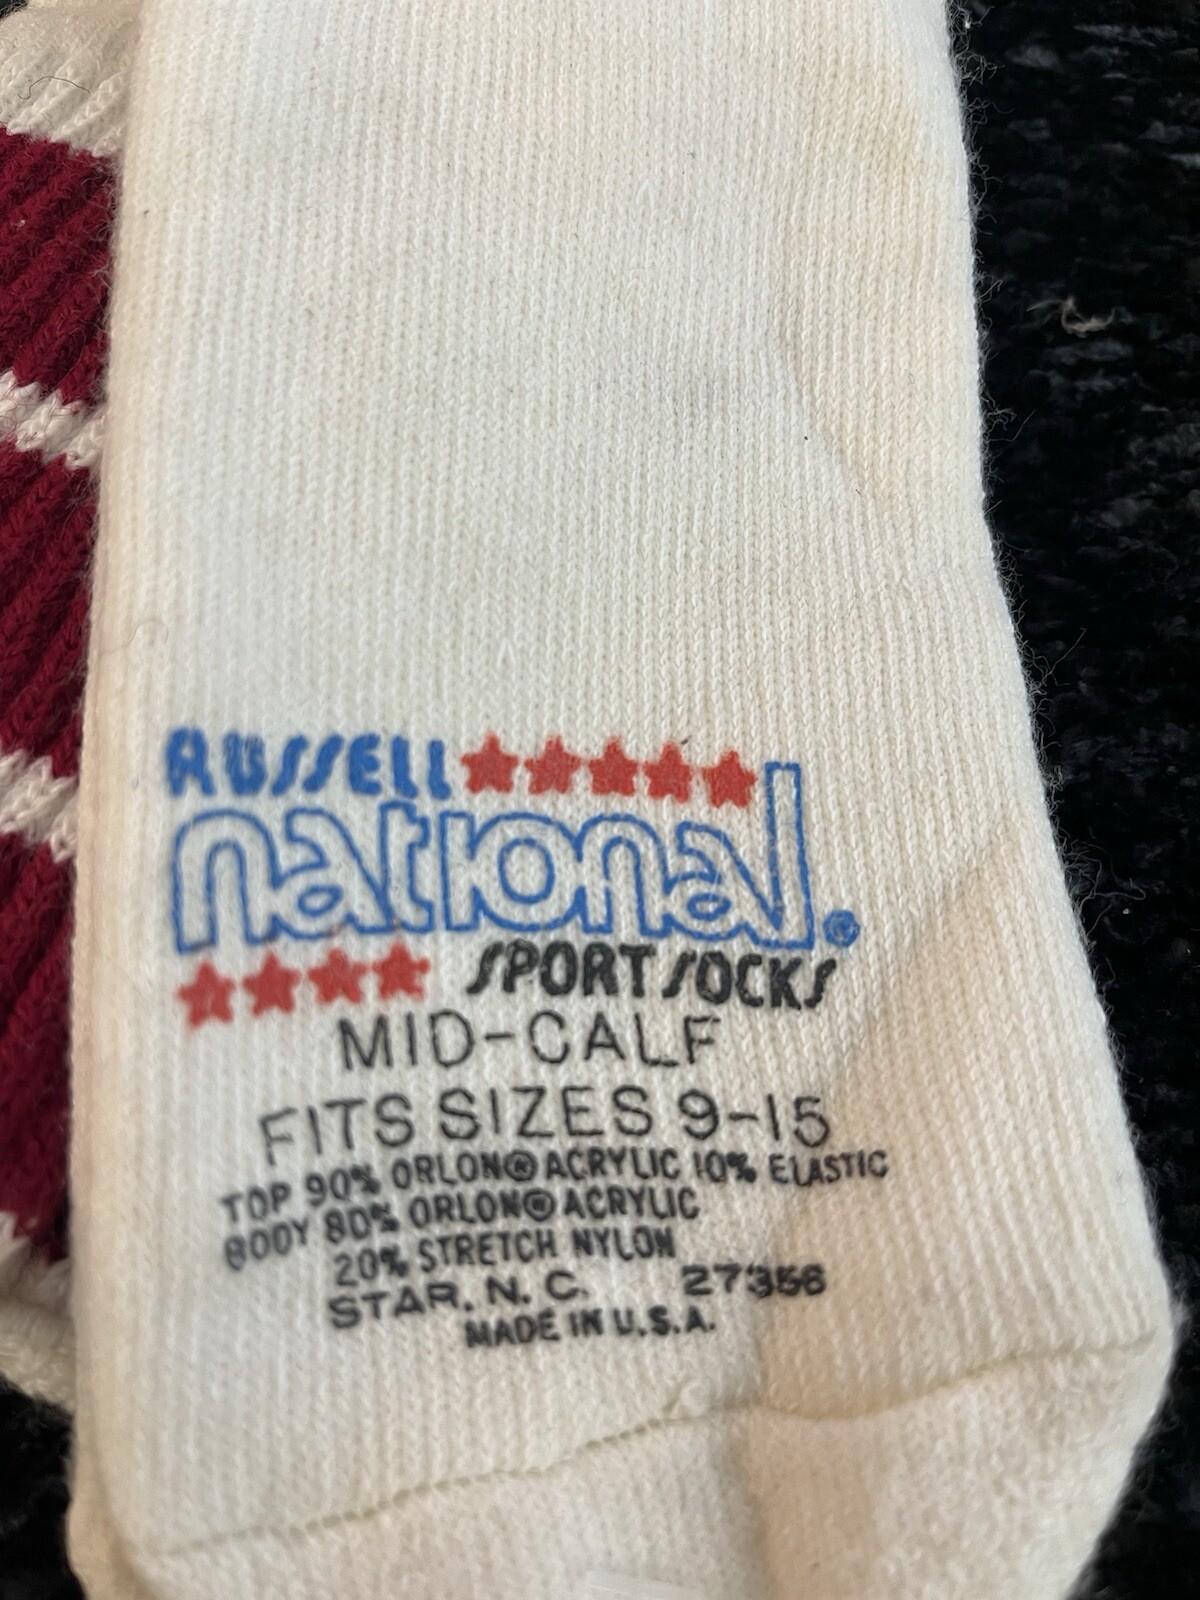 RUSSELL
national®
SPORT SOCKS
MID-CALF
FITS SIZES 9-15
TOP 90% ORLON® ACRYLIC 10% ELASTIC
BODY 80% ORLON® ACRYLIC
20% STRETCH NYLON
STAR, N. C. 27356
MADE IN U.S.A.